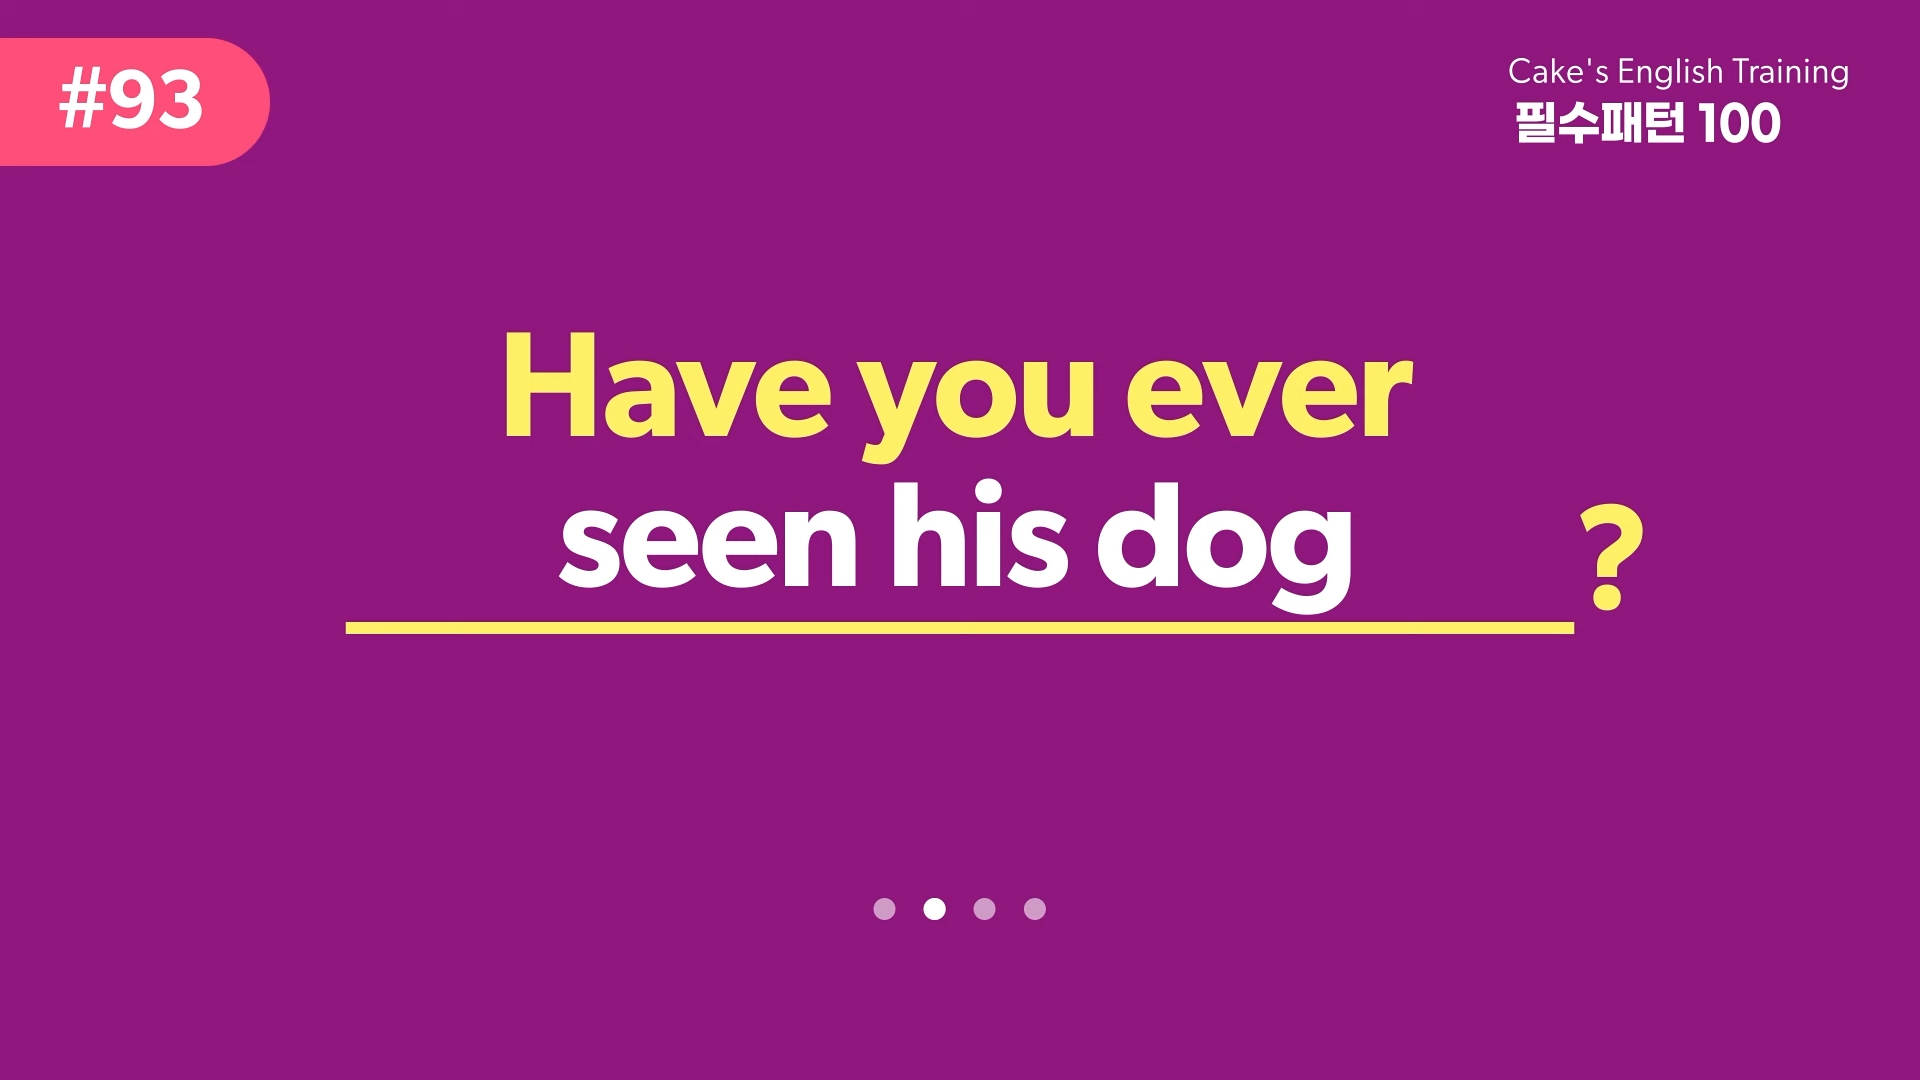 #93
Cake's English Training
필수패턴 100
Have you ever
seen his dog ?